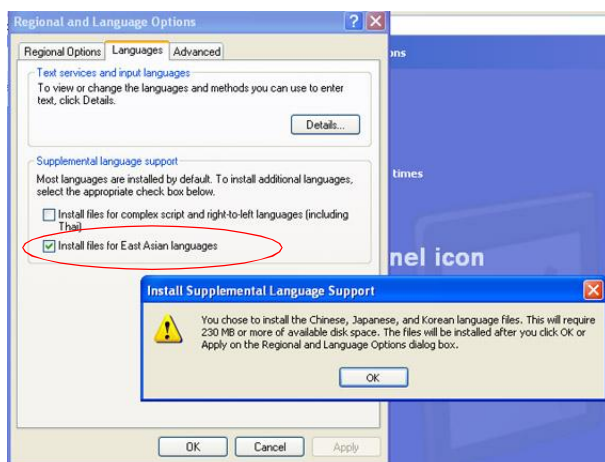 Regional and Language Options
Regional Options
Languages
Advanced
Text services and input languages
To view or change the languages and methods you can use to enter
text, click Details.
Details...
Supplemental language support
Most languages are installed by default. To install additional languages,
select the appropriate check box below.
Install files for complex script and right-to-left languages (including
Thai)
Install files for East Asian languages
ons
times
nel icon
Install Supplemental Language Support
You chose to install the Chinese, Japanese, and Korean language files. This will require
230 MB or more of available disk space. The files will be installed after you click OK or
Apply on the Regional and Language Options dialog box.
OK
OK
Cancel
Apply